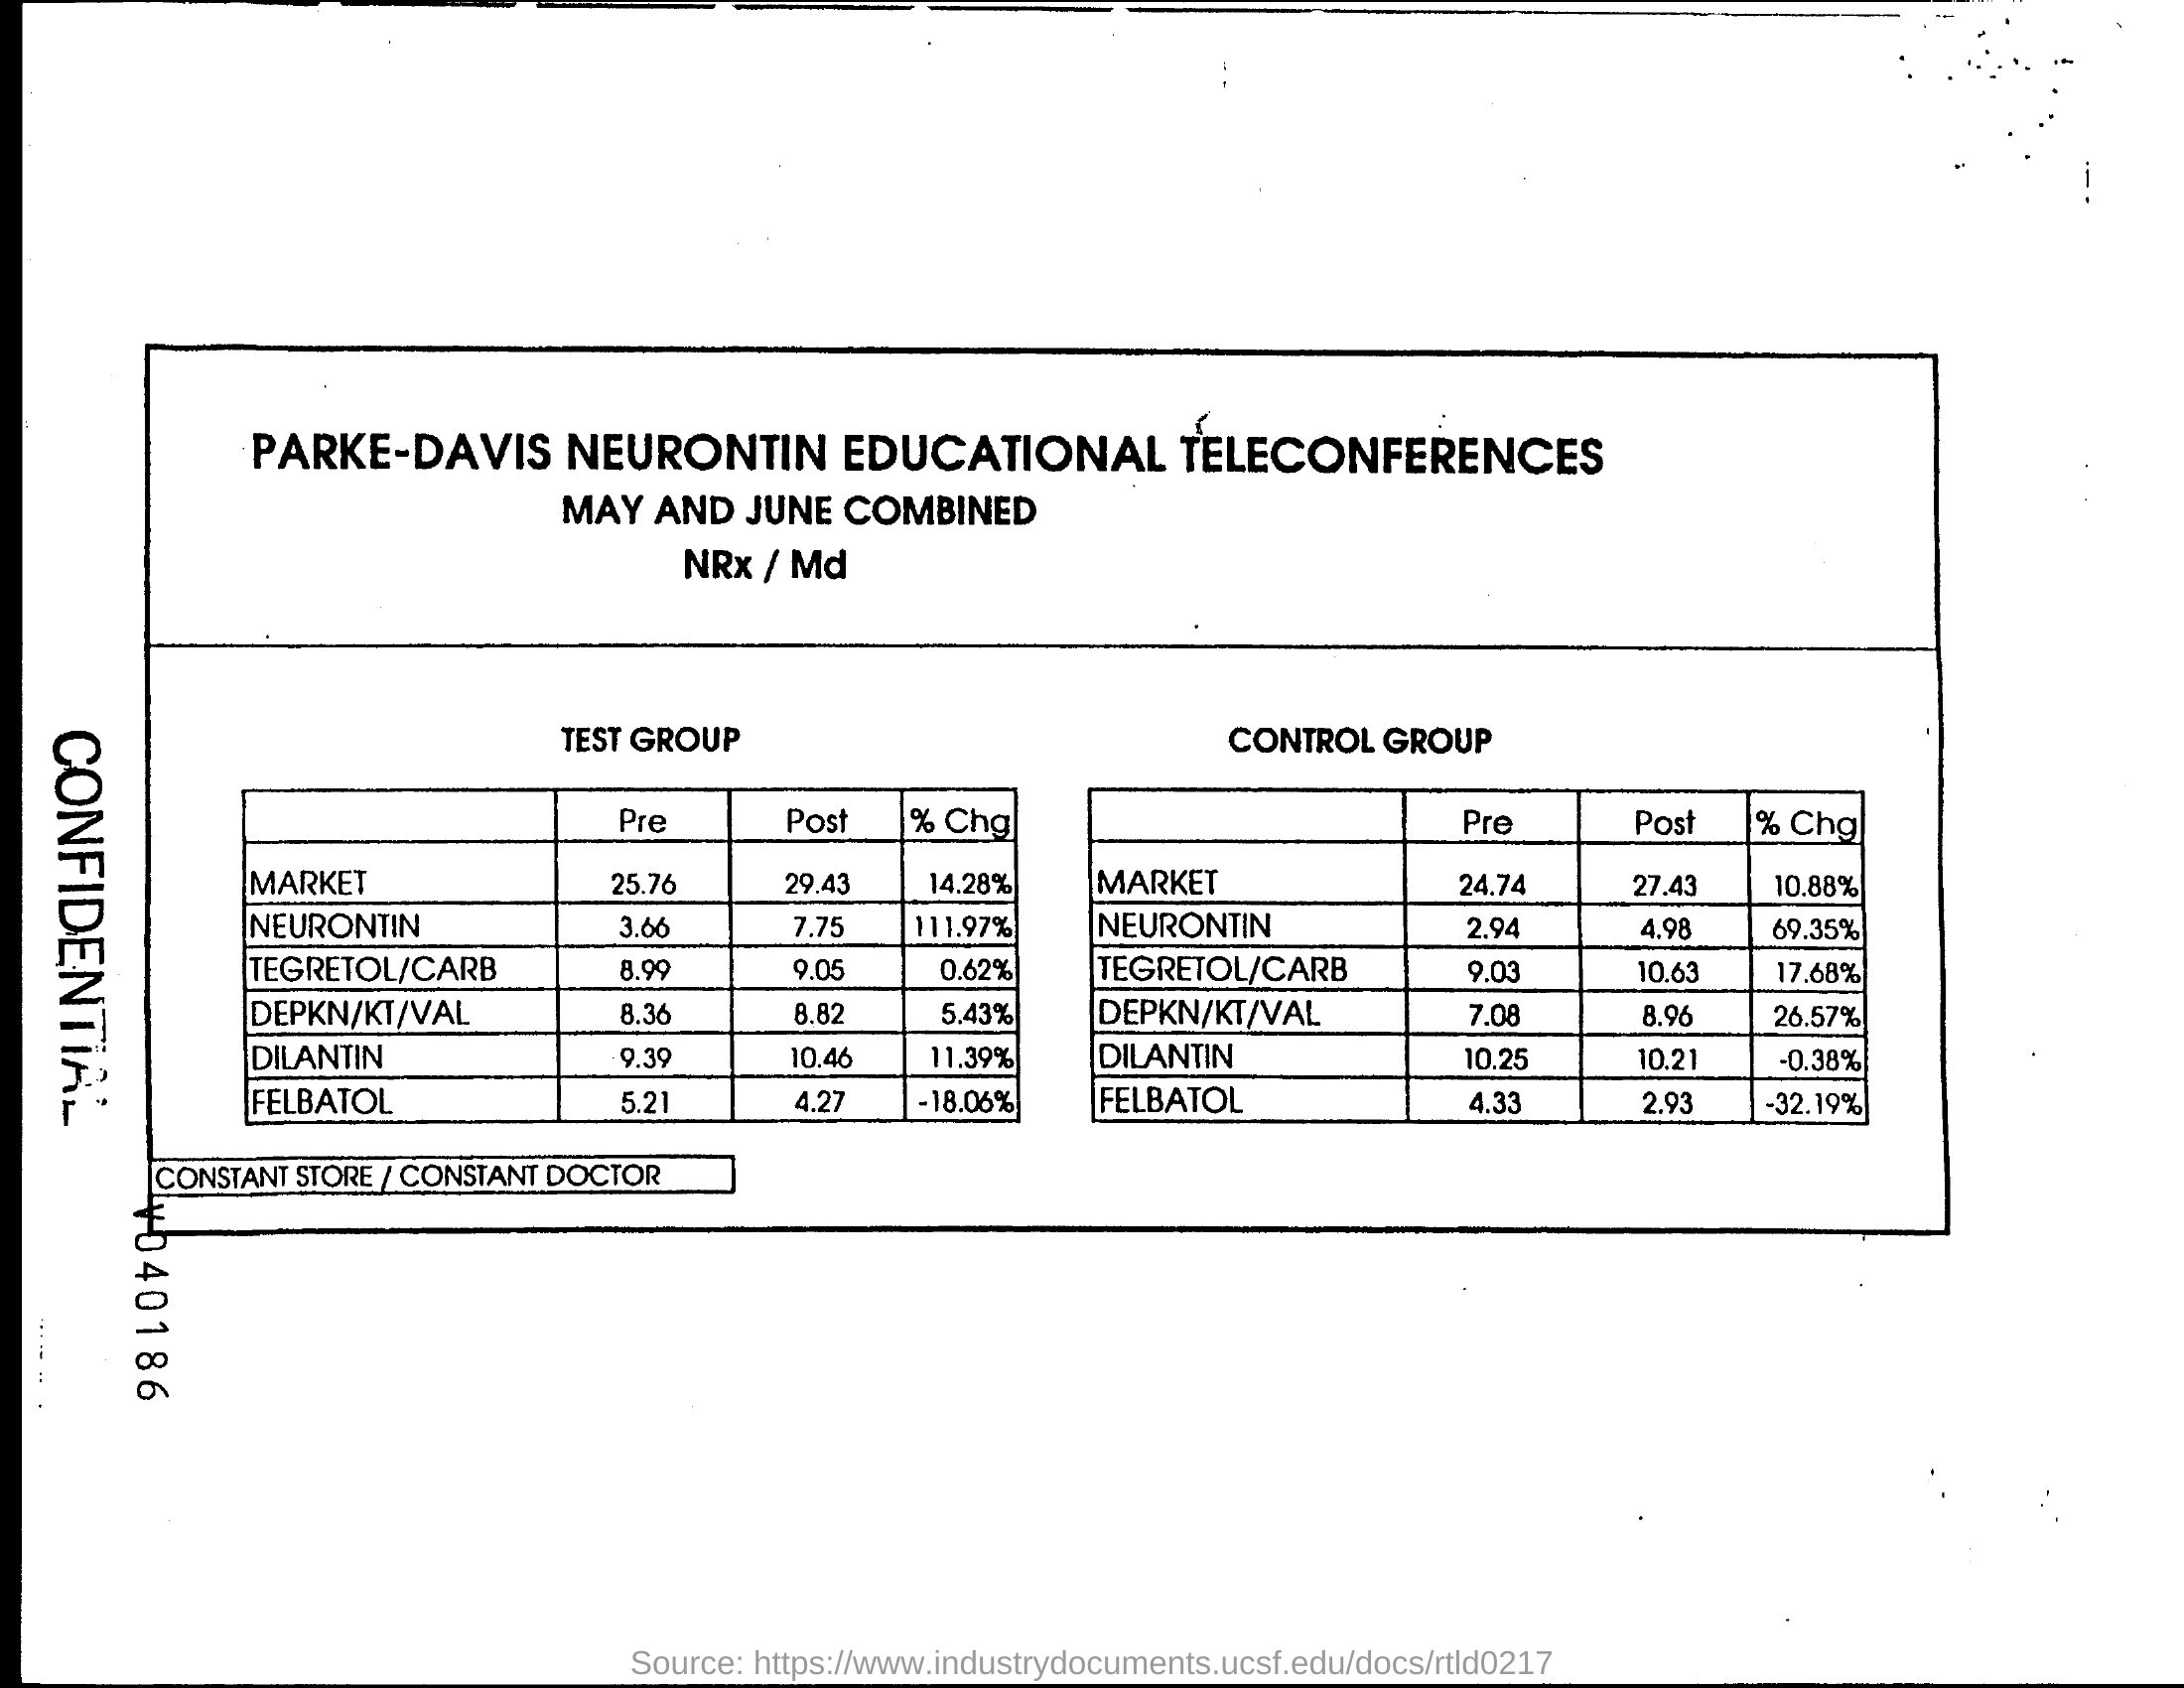 PARKE-DAVIS NEURONTIN EDUCATIONAL TELECONFERENCES
MAY AND JUNE COMBINED
NRx / Md
TEST GROUP
Pre Post % Chg
MARKET 25.76 29.43 14.28%
NEURONTIN 3.66 7.75 111.97%
TEGRETOL/CARB 8.99 9.05 0.62%
DEPKN/KT/VAL 8.36 8.82 5.43%
DILANTIN 9.39 10.46 11.39%
FELBATOL 5.21 4.27 -18.06%
CONTROL GROUP
Pre Post % Chg
MARKET 24.74 27.43 10.88%
NEURONTIN 2.94 4.98 69.35%
TEGRETOL/CARB 9.03 10.63 17.68%
DEPKN/KT/VAL 7.08 8.96 26.57%
DILANTIN 10.25 10.21 -0.38%
FELBATOL 4.33 2.93 -32.19%
CONSTANT STORE / CONSTANT DOCTOR
CONFIDENTIAL
V040186
Source: https://www.industrydocuments.ucsf.edu/docs/rtld0217